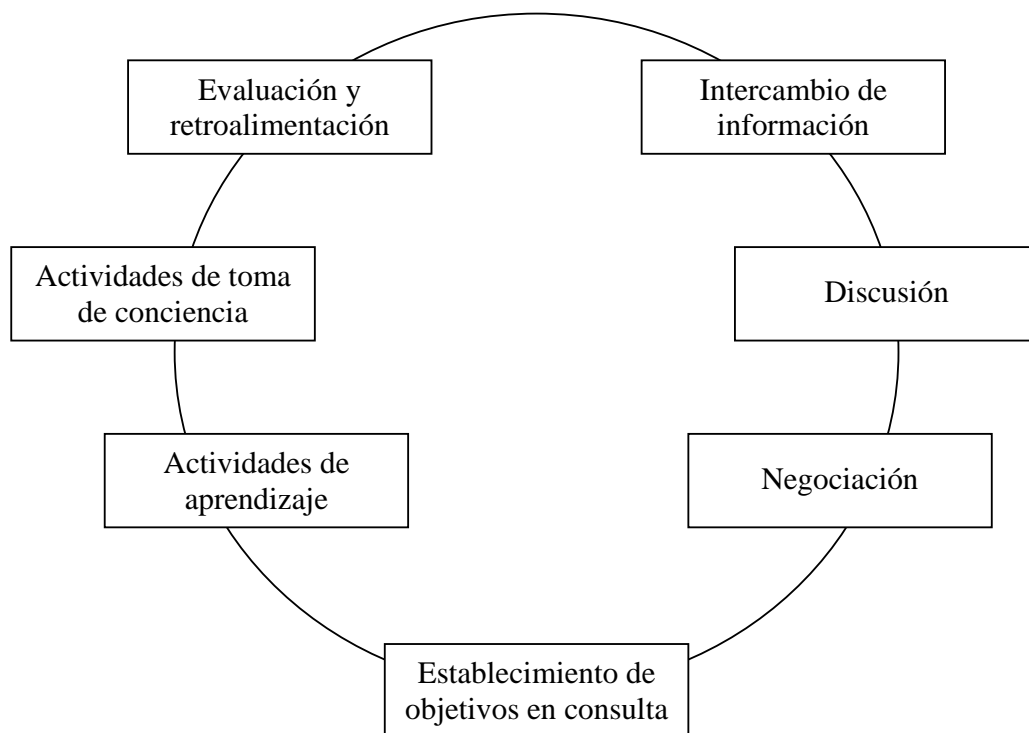 Evaluación y
retroalimentación
Intercambio de
información
Actividades de toma
de conciencia
Discusión
Actividades de
aprendizaje
Negociación
Establecimiento de
objetivos en consulta